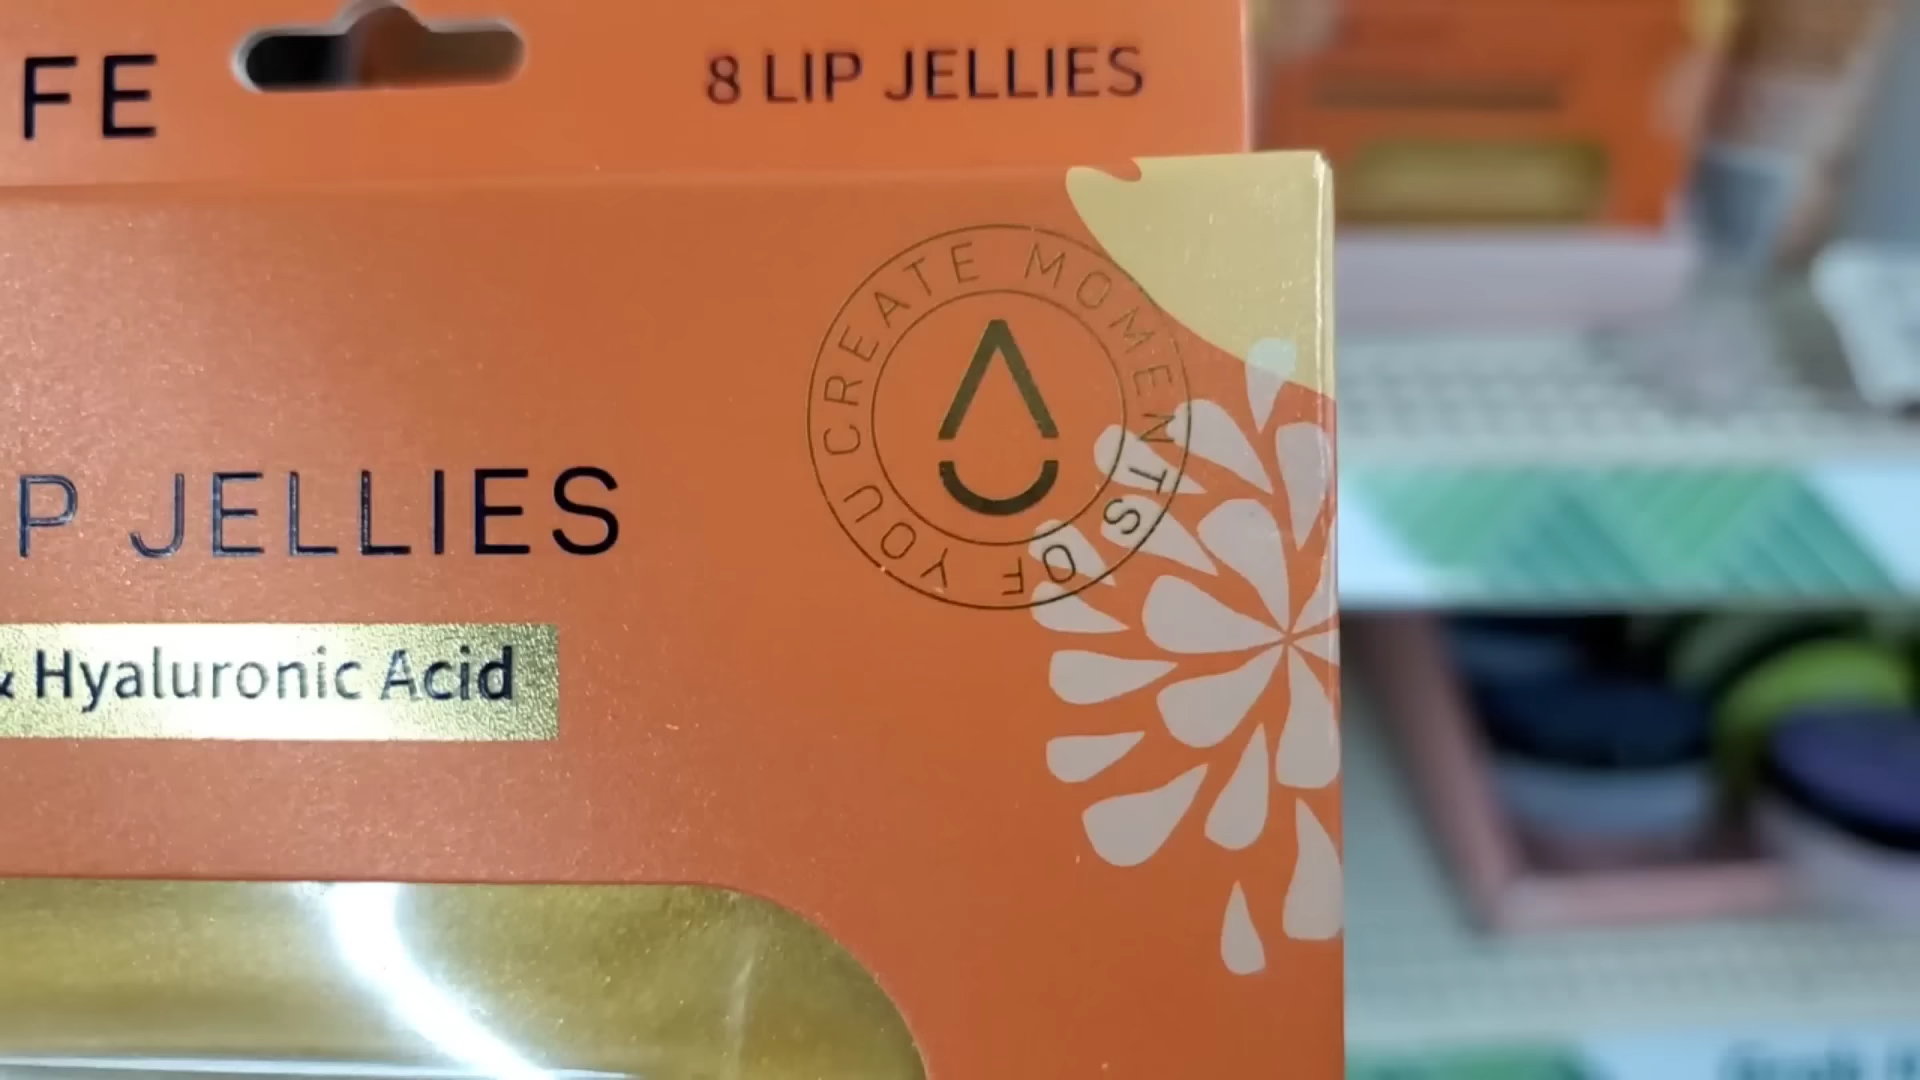 FE
8 LIP JELLIES
CREATE MOMENTS OF YOU
P JELLIES
& Hyaluronic Acid